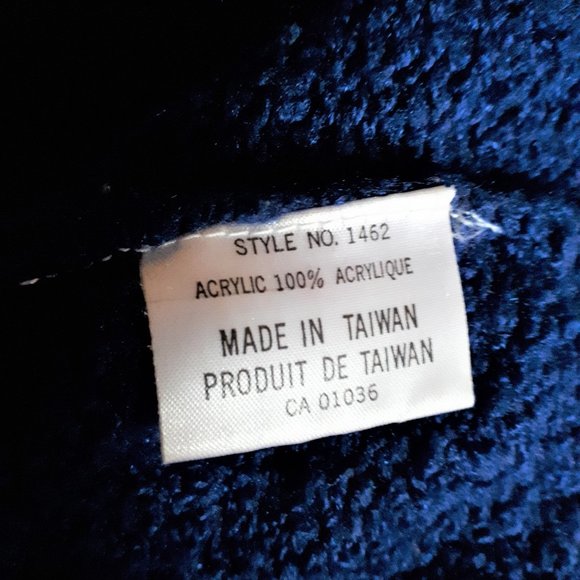 STYLE NO. 1462
ACRYLIC 100% ACRYLIQUE
MADE IN TAIWAN
PRODUIT DE TAIWAN
CA 01036